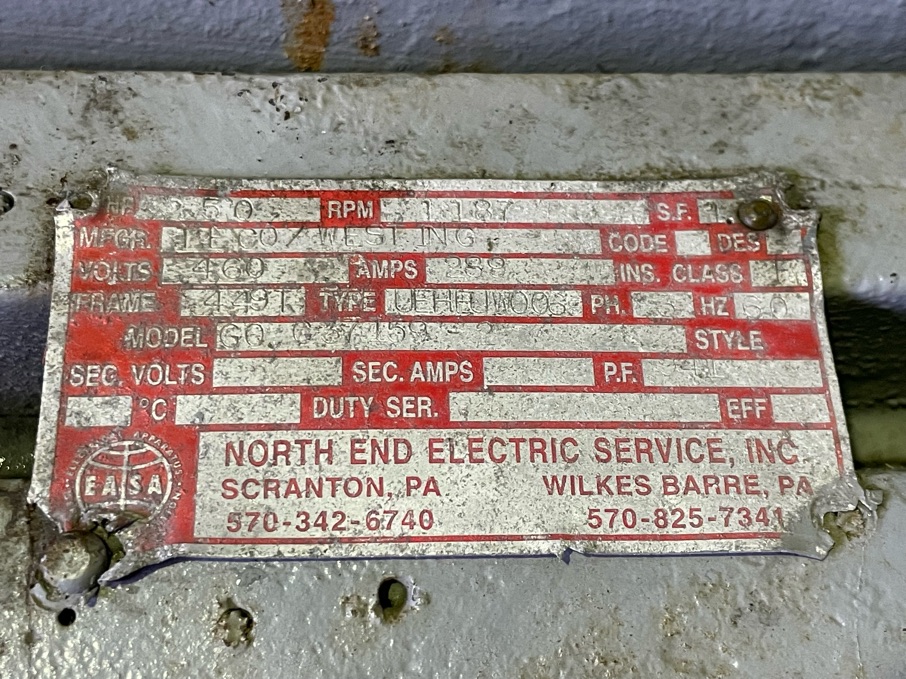 HP 250 RPM 1187 S.F. 1.
MFGR. TECO/WESTING CODE DES
VOLTS 460 AMPS 289 INS. CLASS F
FRAME 449T TYPE PH. 3 HZ 60
MODEL STYLE
SEC. VOLTS SEC. AMPS P.F.
°C DUTY SER. EFF
EASA
NORTH END ELECTRIC SERVICE, INC.
SCRANTON, PA WILKES BARRE, PA
570-342-6740 570-825-7341